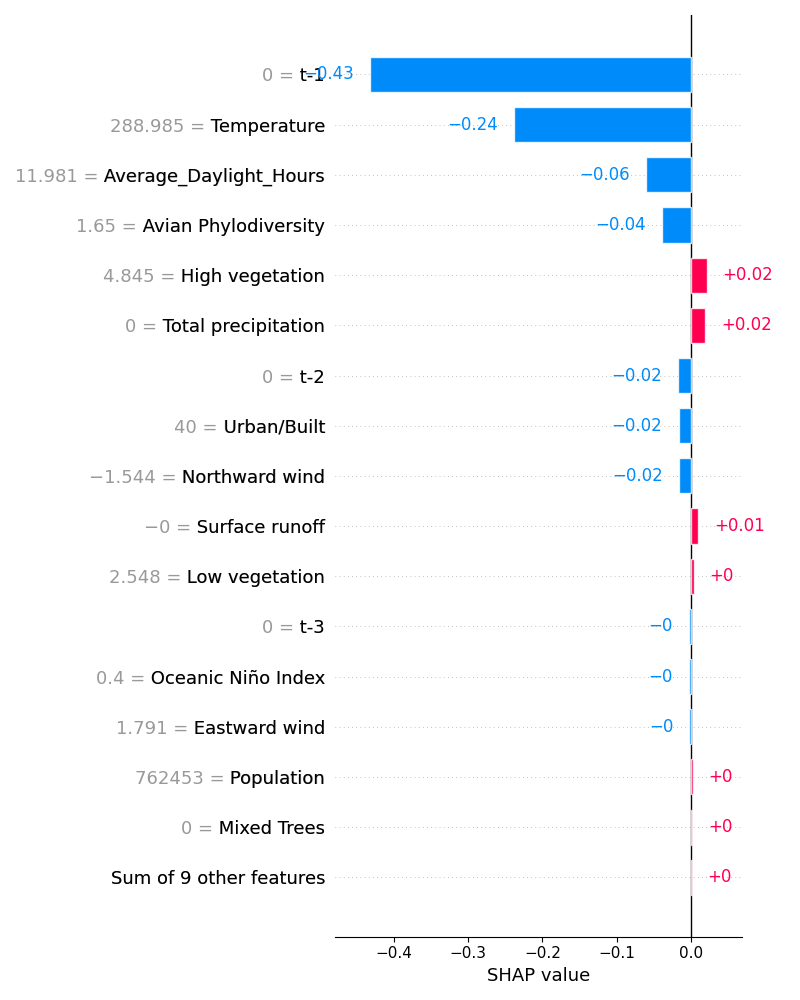 0 = t-1 −0.43
288.985 = Temperature −0.24
11.981 = Average_Daylight_Hours −0.06
1.65 = Avian Phylodiversity −0.04
4.845 = High vegetation +0.02
0 = Total precipitation +0.02
0 = t-2 −0.02
40 = Urban/Built −0.02
−1.544 = Northward wind −0.02
−0 = Surface runoff +0.01
2.548 = Low vegetation +0
0 = t-3 −0
0.4 = Oceanic Niño Index −0
1.791 = Eastward wind −0
762453 = Population +0
0 = Mixed Trees +0
Sum of 9 other features +0
−0.4 −0.3 −0.2 −0.1 0.0
SHAP value